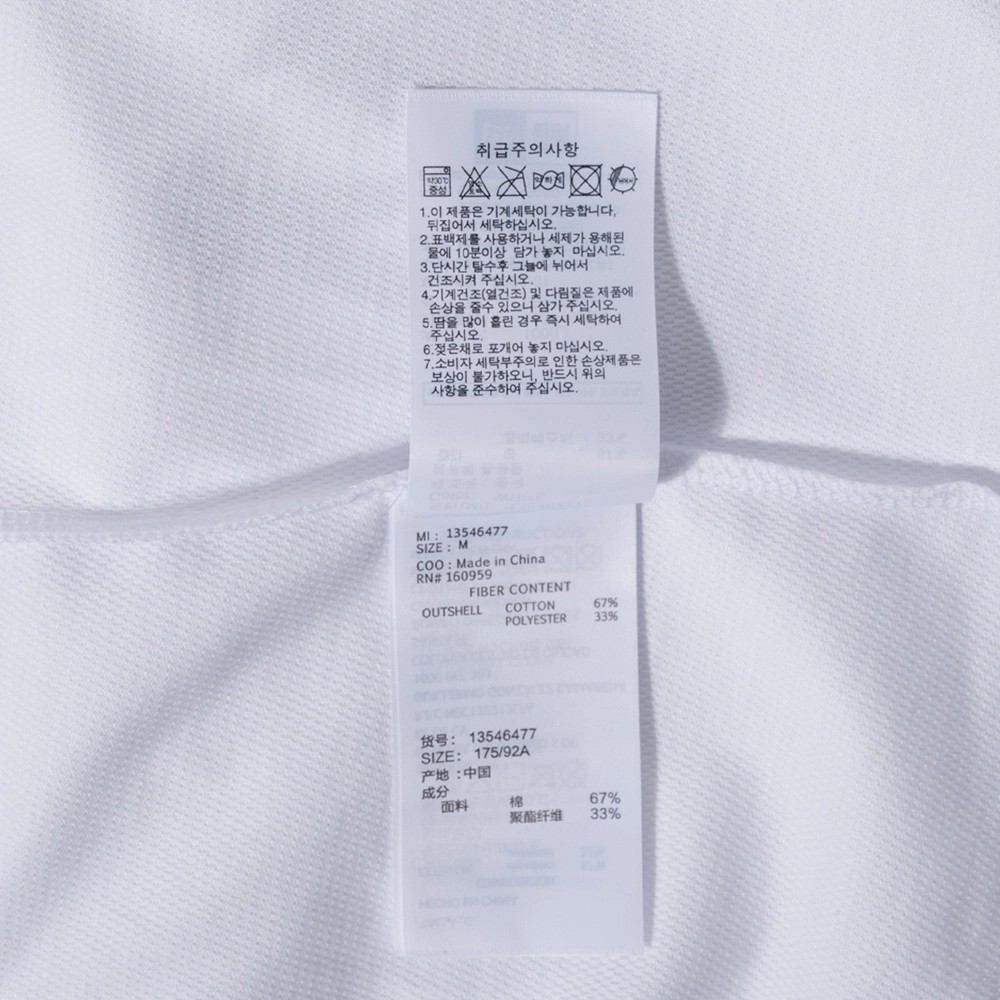 취급주의사항
약30℃
중성
약하게
뉘어서
1.이 제품은 기계세탁이 가능합니다,
뒤집어서 세탁하십시오.
2.표백제를 사용하거나 세제가 용해된
물에 10분이상 담가 놓지 마십시오.
3.단시간 탈수후 그늘에 뉘어서
건조시켜 주십시오.
4.기계건조(열건조) 및 다림질은 제품에
손상을 줄수 있으니 삼가 주십시오.
5.땀을 많이 흘린 경우 즉시 세탁하여
주십시오.
6.젖은채로 포개어 놓지 마십시오.
7.소비자 세탁부주의로 인한 손상제품은
보상이 불가하오니, 반드시 위의
사항을 준수하여 주십시오.
MI : 13546477
SIZE : M
COO : Made in China
RN# 160959
FIBER CONTENT
OUTSHELL COTTON 67%
POLYESTER 33%
货号: 13546477
SIZE: 175/92A
产地 :中国
成分
面料 棉 67%
聚酯纤维 33%